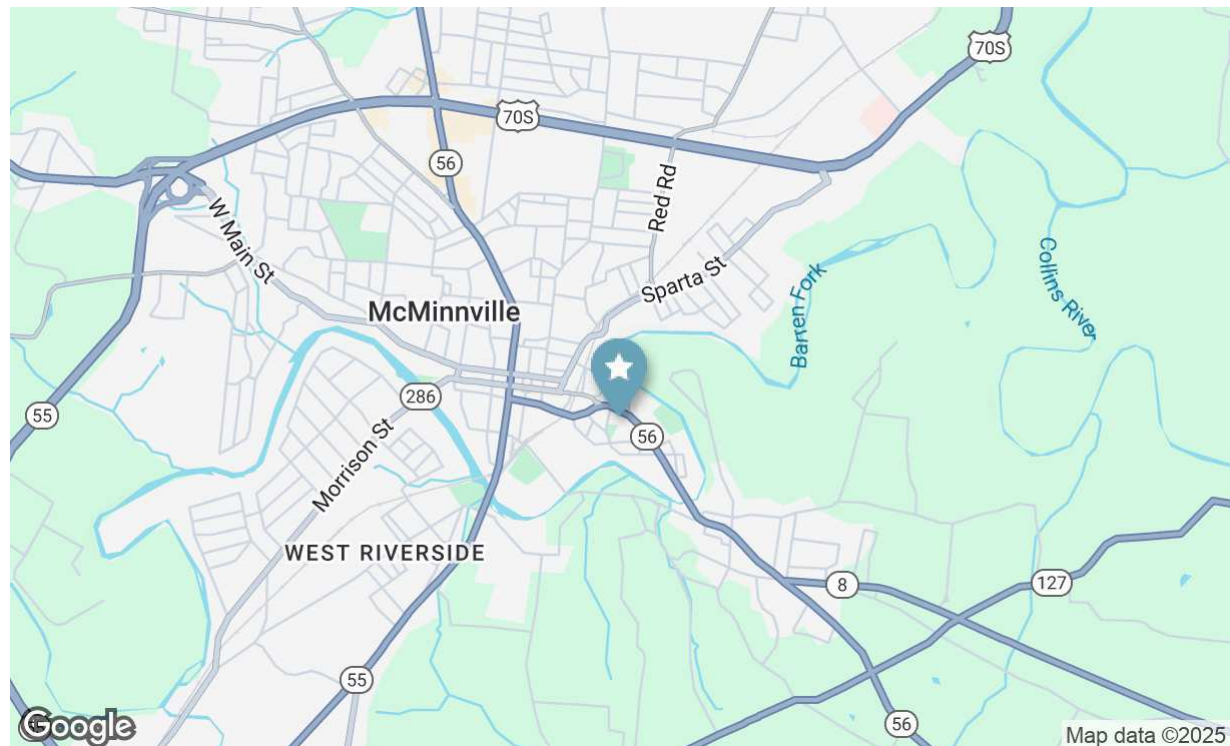 70S
70S
56
Red Rd
W Main St
Sparta St
Barren Fork
Collins River
McMinnville
286
55
56
Morrison St
WEST RIVERSIDE
8
127
55
56
Google
Map data ©2025